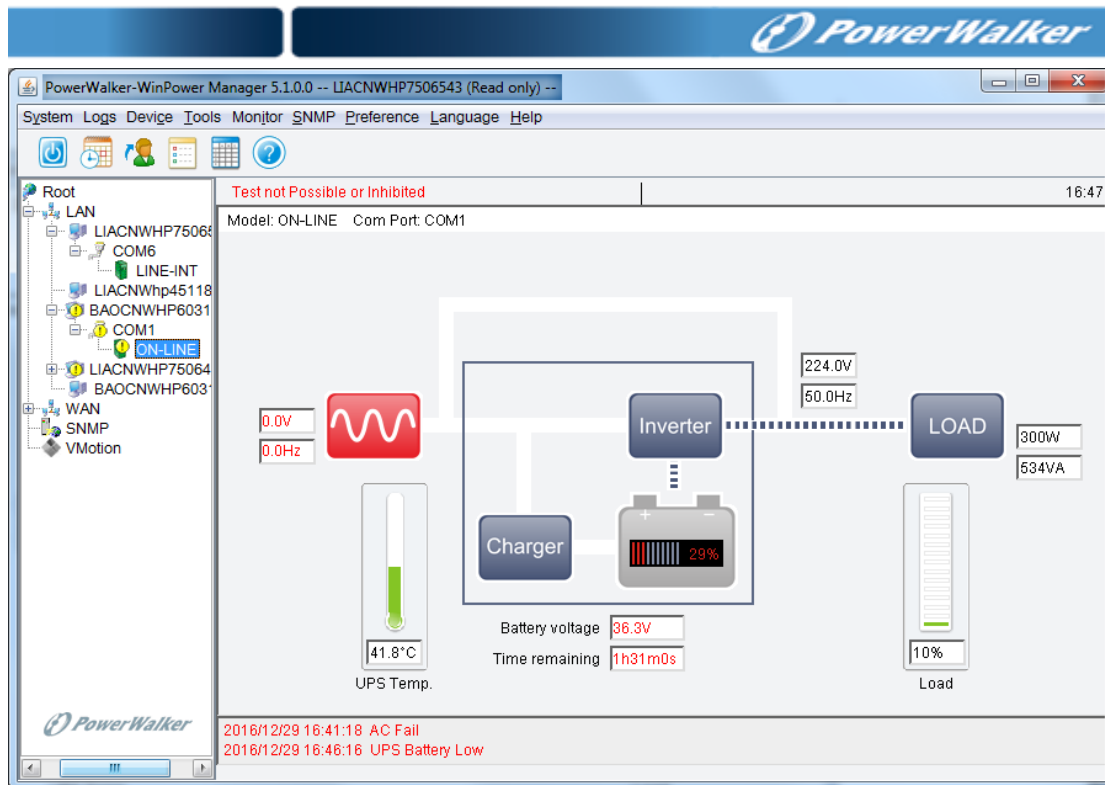 PowerWalker
PowerWalker-WinPower Manager 5.1.0.0 -- LIACNWHP7506543 (Read only) --
System Logs Device Tools Monitor SNMP Preference Language Help
Root
LAN
LIACNWHP7506
COM6
LINE-INT
LIACNWhp45118
BAOCNWHP6031
COM1
ON-LINE
LIACNWHP75064
BAOCNWHP603
WAN
SNMP
VMotion
PowerWalker
Test not Possible or Inhibited
16:47
Model: ON-LINE Com Port: COM1
224.0V
50.0Hz
0.0V
0.0Hz
Inverter
LOAD
300W
534VA
Charger
+ −
29%
Battery voltage 36.3V
Time remaining 1h31m0s
41.8°C
UPS Temp.
10%
Load
2016/12/29 16:41:18 AC Fail
2016/12/29 16:46:16 UPS Battery Low